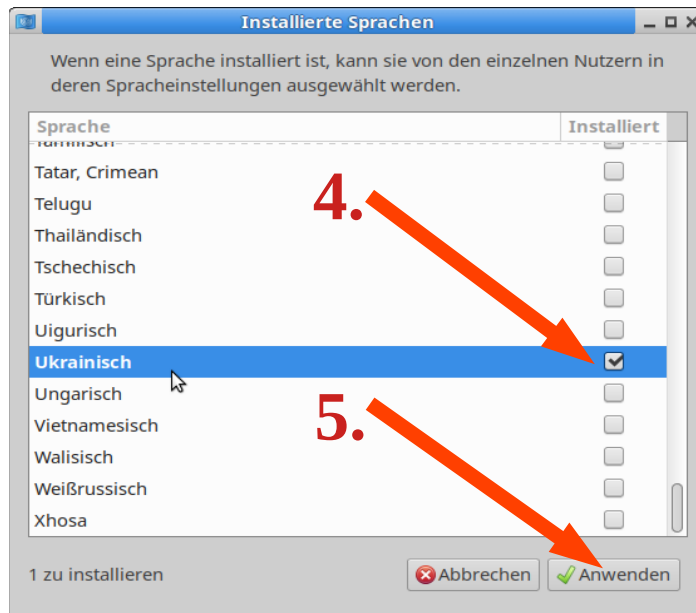 Installierte Sprachen
Wenn eine Sprache installiert ist, kann sie von den einzelnen Nutzern in
deren Spracheinstellungen ausgewählt werden.
Sprache Installiert
Tatar, Crimean
Telugu
4.
Thailändisch
Tschechisch
Türkisch
Uigurisch
Ukrainisch
Ungarisch
5.
Vietnamesisch
Walisisch
Weißrussisch
Xhosa
1 zu installieren Abbrechen Anwenden